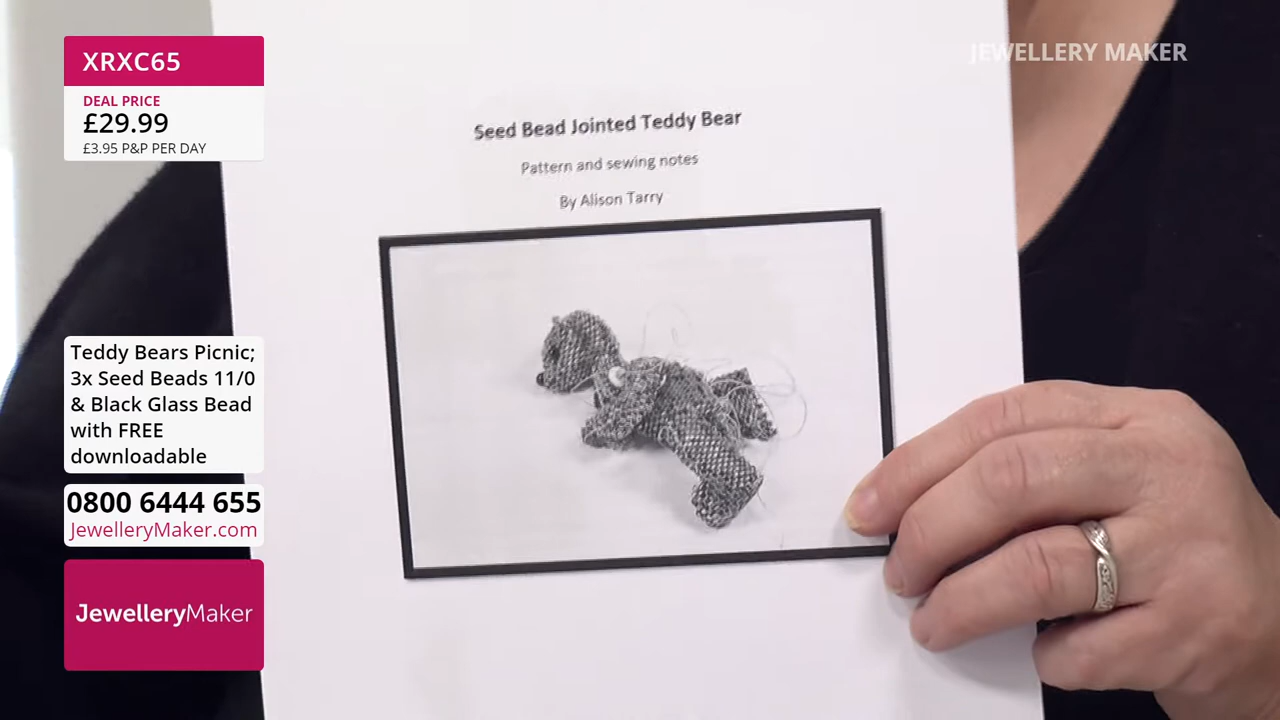 XRXC65
DEAL PRICE
£29.99
£3.95 P&P PER DAY
JEWELLERY MAKER
Seed Bead Jointed Teddy Bear
Pattern and sewing notes
By Alison Tarry
Teddy Bears Picnic;
3x Seed Beads 11/0
& Black Glass Bead
with FREE
downloadable
0800 6444 655
JewelleryMaker.com
JewelleryMaker